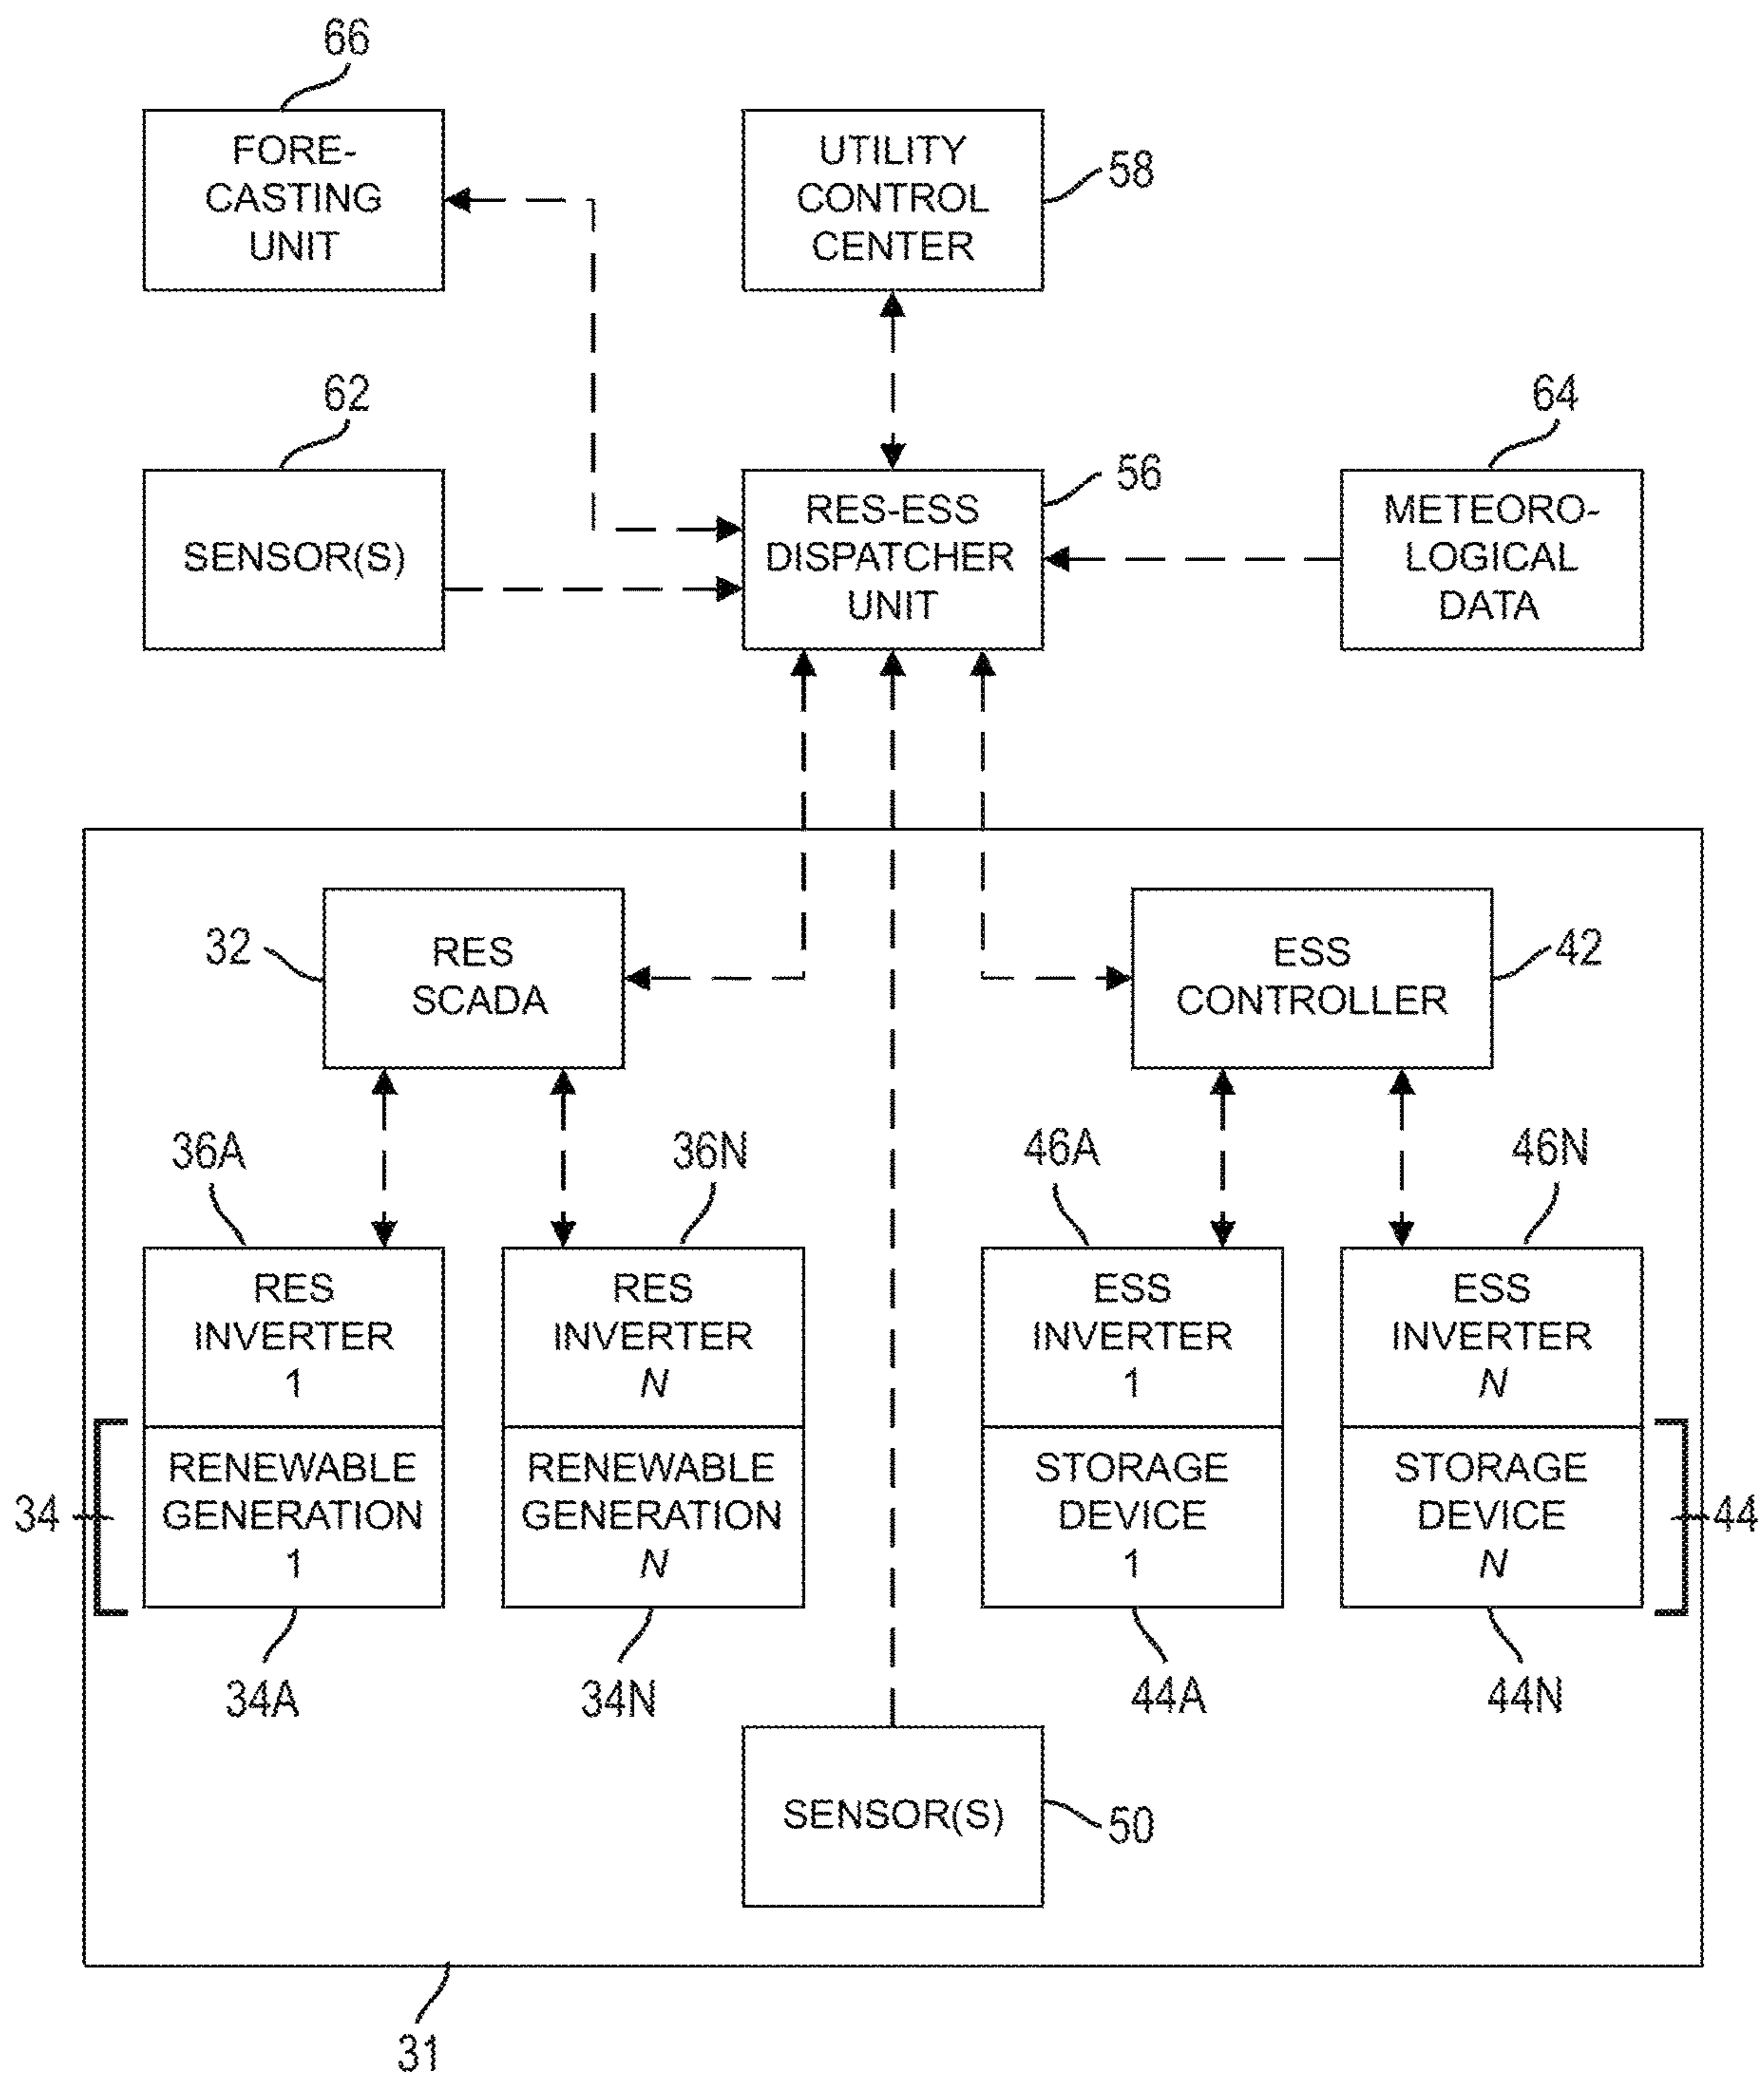 66
FORE-
CASTING
UNIT
UTILITY
CONTROL
CENTER
58
62
SENSOR(S)
56
RES-ESS
DISPATCHER
UNIT
64
METEORO-
LOGICAL
DATA
32
RES
SCADA
ESS
CONTROLLER
42
36A
36N
46A
46N
RES
INVERTER
1
RES
INVERTER
N
ESS
INVERTER
1
ESS
INVERTER
N
34
RENEWABLE
GENERATION
1
RENEWABLE
GENERATION
N
STORAGE
DEVICE
1
STORAGE
DEVICE
N
44
34A
34N
44A
44N
SENSOR(S)
50
31